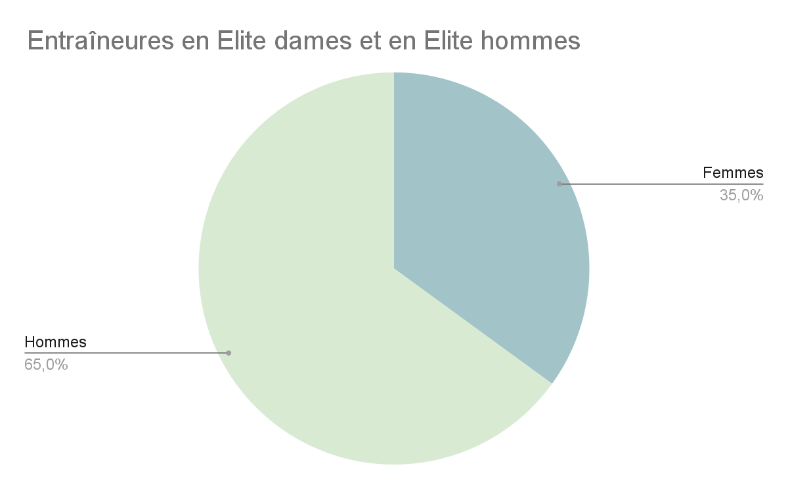 Entraîneures en Elite dames et en Elite hommes
Femmes
35,0%
Hommes
65,0%